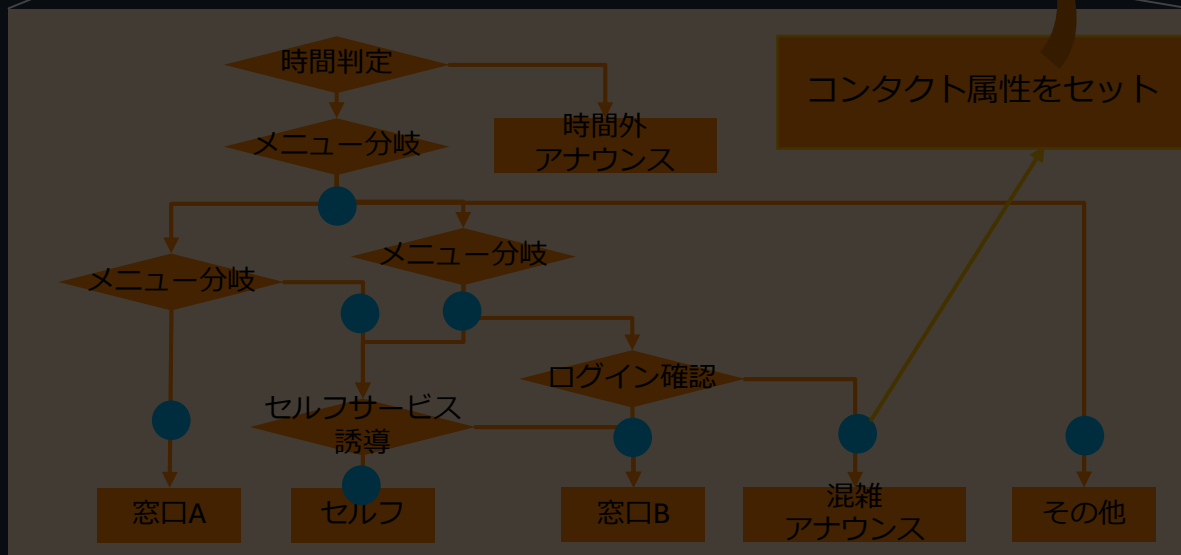 時間判定
コンタクト属性をセット
時間外
アナウンス
メニュー分岐
メニュー分岐
メニュー分岐
ログイン確認
セルフサービス
誘導
窓口A
セルフ
窓口B
混雑
アナウンス
その他